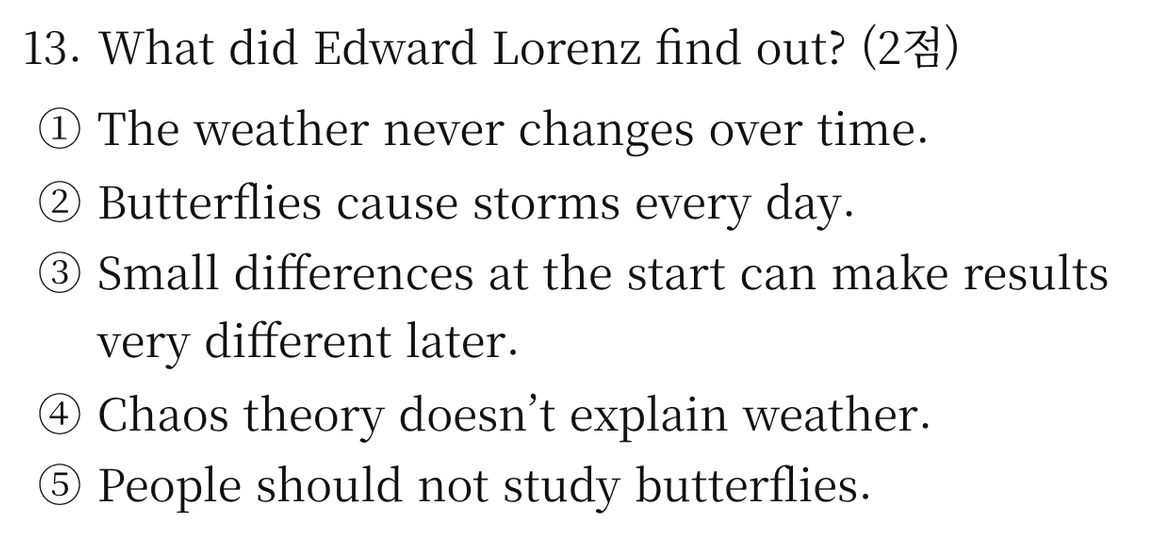 13. What did Edward Lorenz find out? (2점)
① The weather never changes over time.
② Butterflies cause storms every day.
③ Small differences at the start can make results
very different later.
④ Chaos theory doesn’t explain weather.
⑤ People should not study butterflies.